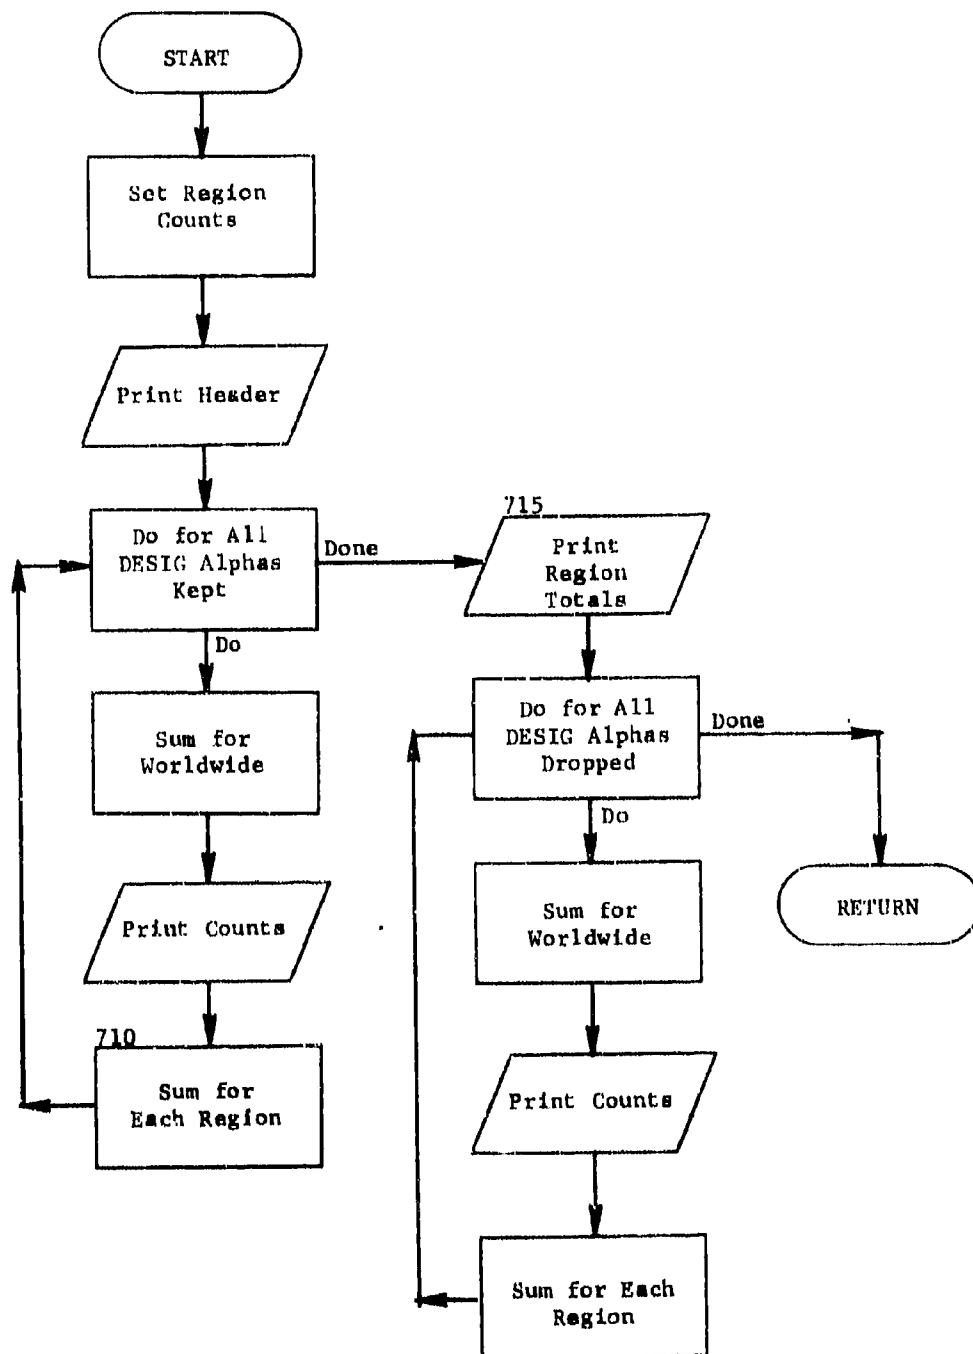 START
Set Region
Counts
Print Header
Do for All
DESIG Alphas
Kept
Done
Do
Sum for
Worldwide
Print Counts
710
Sum for
Each Region
715
Print
Region
Totals
Do for All
DESIG Alphas
Dropped
Done
Do
Sum for
Worldwide
Print Counts
Sum for Each
Region
RETURN